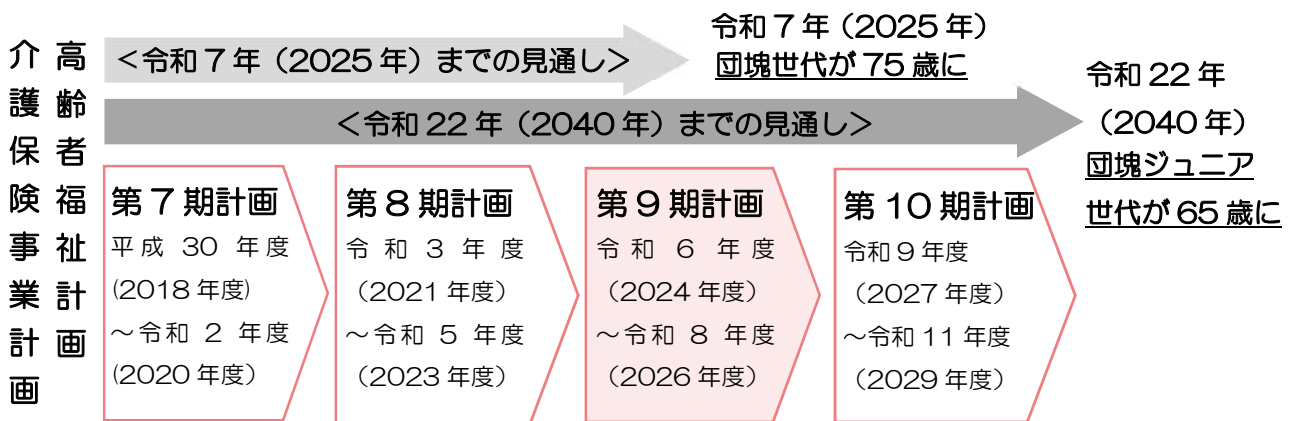 高齢者福祉計画
介護保険事業計画
＜令和７年（2025年）までの見通し＞
令和７年（2025年）
団塊世代が75歳に
＜令和22年（2040年）までの見通し＞
令和22年
（2040年）
団塊ジュニア
世代が65歳に
第７期計画
平成 30 年度
(2018年度)
～令和 2 年度
(2020年度）
第８期計画
令和 3 年度
（2021年度）
～令和 5 年度
（2023年度）
第９期計画
令和 6 年度
（2024年度）
～令和 8 年度
（2026年度）
第10期計画
令和９年度
（2027年度）
～令和11年度
（2029年度）